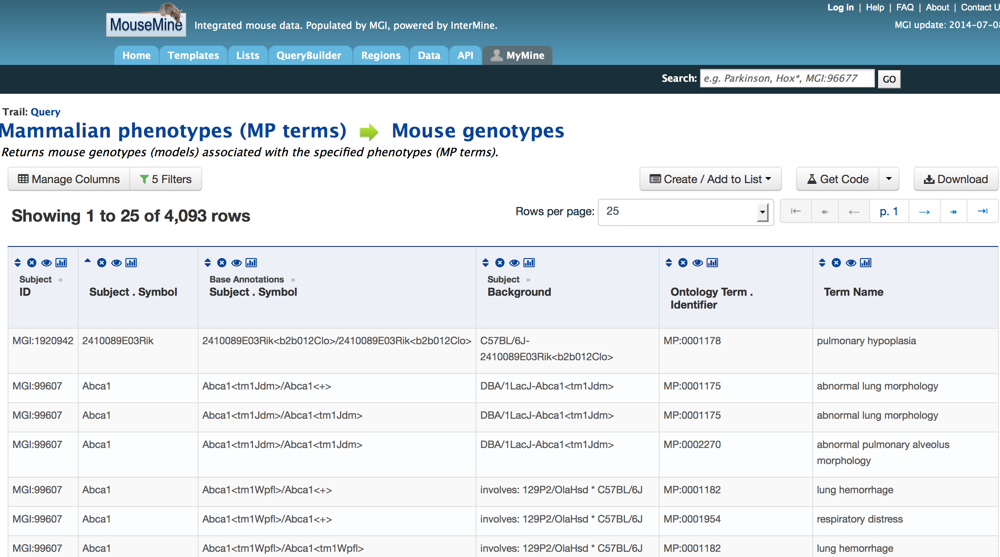 Log in | Help | FAQ | About | Contact U
MouseMine
Integrated mouse data. Populated by MGI, powered by InterMine.
MGI update: 2014-07-08
Home Templates Lists QueryBuilder Regions Data API MyMine
Search: e.g. Parkinson, Hox*, MGI:96677 GO
Trail: Query
Mammalian phenotypes (MP terms) Mouse genotypes
Returns mouse genotypes (models) associated with the specified phenotypes (MP terms).
Manage Columns 5 Filters Create / Add to List Get Code Download
Showing 1 to 25 of 4,093 rows Rows per page: 25 p. 1
Subject » Base Annotations » Subject »
ID Subject . Symbol Subject . Symbol Background Ontology Term . Term Name
Identifier
MGI:1920942 2410089E03Rik 2410089E03Rik<b2b012Clo>/2410089E03Rik<b2b012Clo> C57BL/6J- MP:0001178 pulmonary hypoplasia
2410089E03Rik<b2b012Clo>
MGI:99607 Abca1 Abca1<tm1Jdm>/Abca1<+> DBA/1LacJ-Abca1<tm1Jdm> MP:0001175 abnormal lung morphology
MGI:99607 Abca1 Abca1<tm1Jdm>/Abca1<tm1Jdm> DBA/1LacJ-Abca1<tm1Jdm> MP:0001175 abnormal lung morphology
MGI:99607 Abca1 Abca1<tm1Jdm>/Abca1<tm1Jdm> DBA/1LacJ-Abca1<tm1Jdm> MP:0002270 abnormal pulmonary alveolus
morphology
MGI:99607 Abca1 Abca1<tm1Wpfl>/Abca1<+> involves: 129P2/OlaHsd * C57BL/6J MP:0001182 lung hemorrhage
MGI:99607 Abca1 Abca1<tm1Wpfl>/Abca1<+> involves: 129P2/OlaHsd * C57BL/6J MP:0001954 respiratory distress
MGI:99607 Abca1 Abca1<tm1Wpfl>/Abca1<tm1Wpfl> involves: 129P2/OlaHsd * C57BL/6J MP:0001182 lung hemorrhage